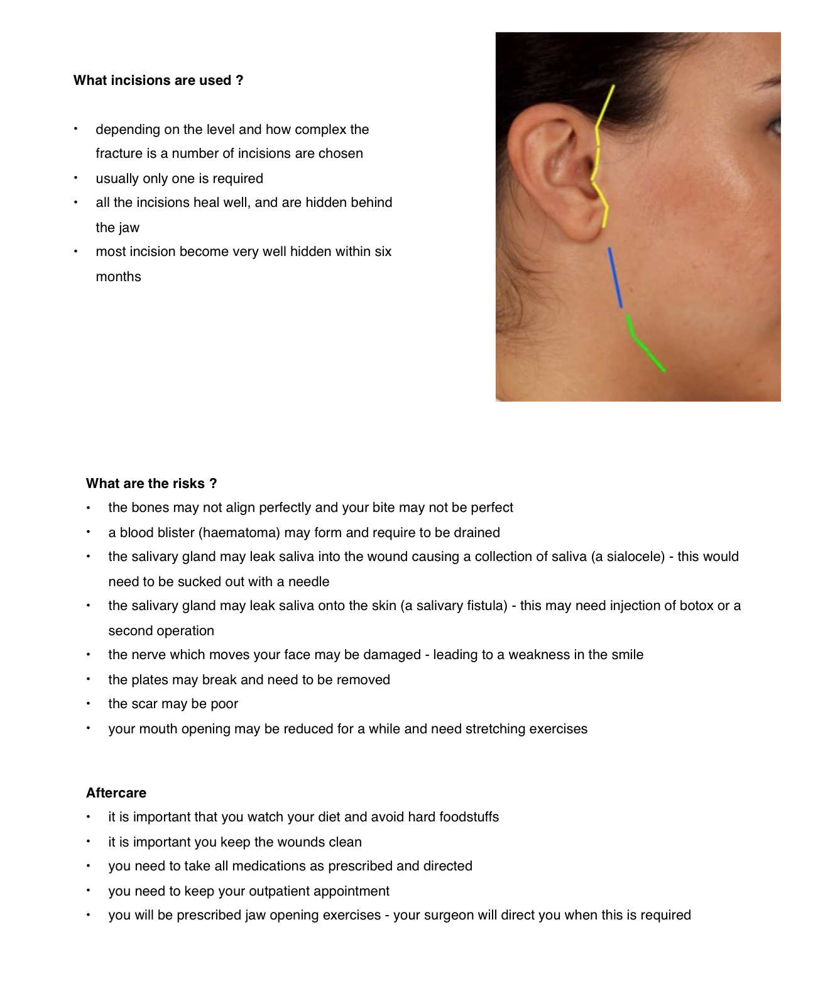 What incisions are used ?
• depending on the level and how complex the
fracture is a number of incisions are chosen
• usually only one is required
• all the incisions heal well, and are hidden behind
the jaw
• most incision become very well hidden within six
months
What are the risks ?
• the bones may not align perfectly and your bite may not be perfect
• a blood blister (haematoma) may form and require to be drained
• the salivary gland may leak saliva into the wound causing a collection of saliva (a sialocele) - this would
need to be sucked out with a needle
• the salivary gland may leak saliva onto the skin (a salivary fistula) - this may need injection of botox or a
second operation
• the nerve which moves your face may be damaged - leading to a weakness in the smile
• the plates may break and need to be removed
• the scar may be poor
• your mouth opening may be reduced for a while and need stretching exercises
Aftercare
• it is important that you watch your diet and avoid hard foodstuffs
• it is important you keep the wounds clean
• you need to take all medications as prescribed and directed
• you need to keep your outpatient appointment
• you will be prescribed jaw opening exercises - your surgeon will direct you when this is required